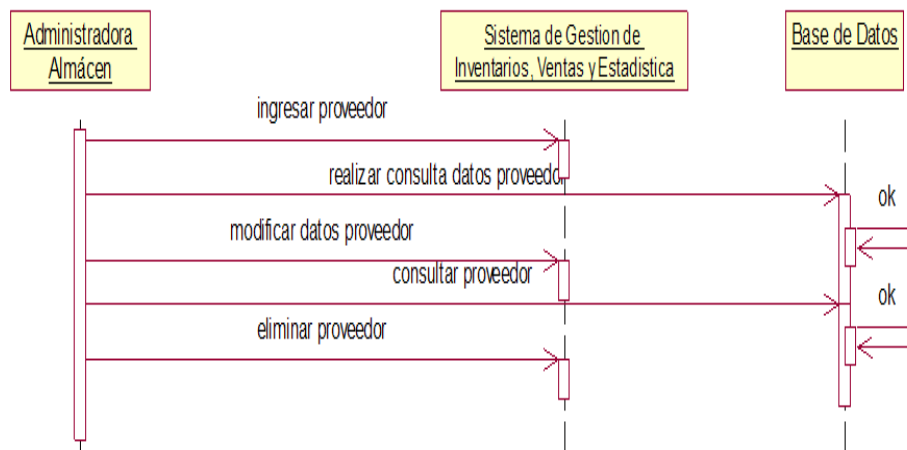 Administradora
Almácen
Sistema de Gestion de
Inventarios, Ventas y Estadistica
Base de Datos
ingresar proveedor
realizar consulta datos proveedor
ok
modificar datos proveedor
consultar proveedor
ok
eliminar proveedor